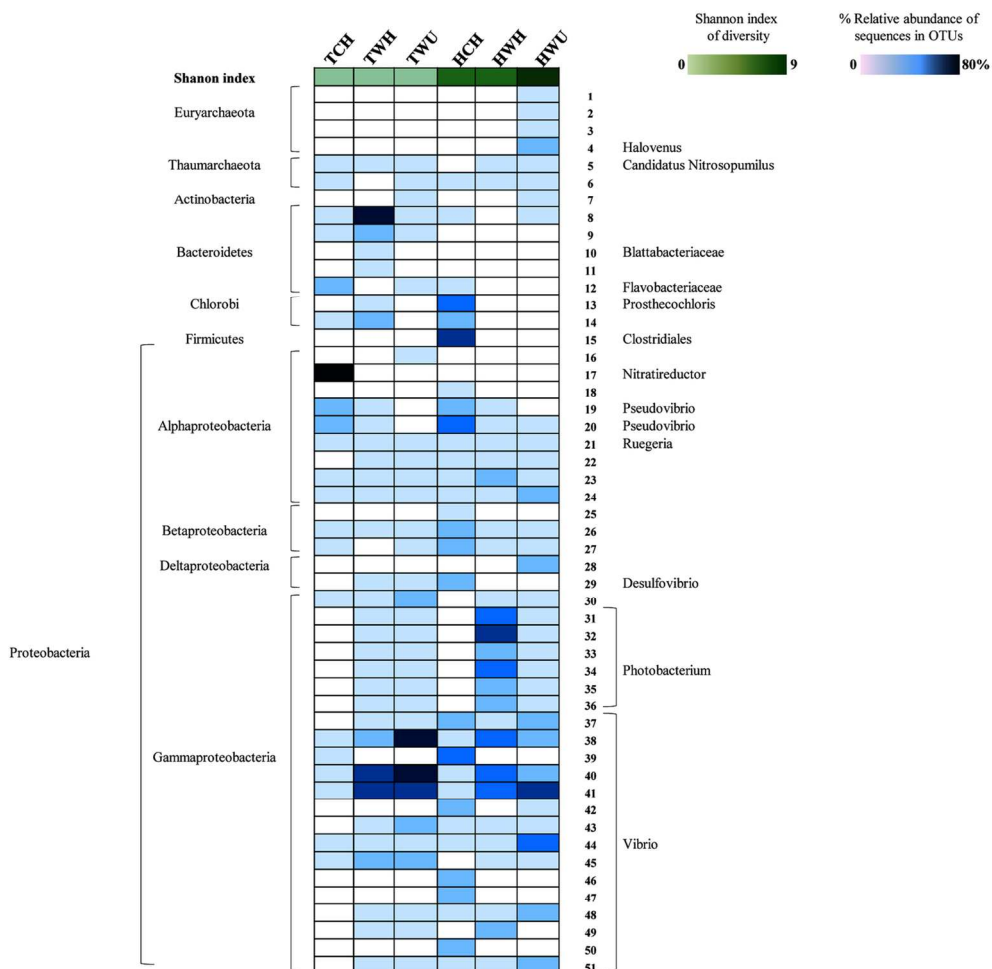 Shannon index
of diversity
0
9
% Relative abundance of
sequences in OTUs
0
80%
TCH
TWH
TWU
HCH
HWH
HWU
Shanon index
1
Euryarchaeota
2
3
4 Halovenus
Thaumarchaeota
5 Candidatus Nitrosopumilus
6
Actinobacteria
7
8
9
Bacteroidetes
10 Blattabacteriaceae
11
12 Flavobacteriaceae
Chlorobi
13 Prosthecochloris
14
Firmicutes
15 Clostridiales
16
17 Nitratireductor
18
19 Pseudovibrio
Alphaproteobacteria
20 Pseudovibrio
21 Ruegeria
22
23
24
25
Betaproteobacteria
26
27
Deltaproteobacteria
28
29 Desulfovibrio
30
31
32
Proteobacteria
33
34 Photobacterium
35
36
37
38
Gammaproteobacteria
39
40
41
42
43
44 Vibrio
45
46
47
48
49
50
51